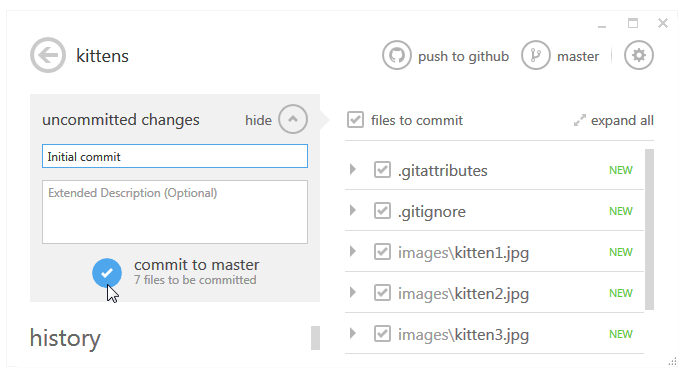 kittens
push to github
master
uncommitted changes
hide
Initial commit
Extended Description (Optional)
commit to master
7 files to be committed
history
files to commit
expand all
.gitattributes NEW
.gitignore NEW
images\kitten1.jpg NEW
images\kitten2.jpg NEW
images\kitten3.jpg NEW